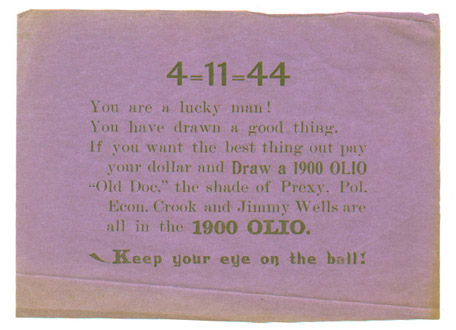 4=11=44
You are a lucky man!
You have drawn a good thing.
If you want the best thing out pay
your dollar and Draw a 1900 OLIO
“Old Doc,” the shade of Prexy, Pol.
Econ. Crook and Jimmy Wells are
all in the 1900 OLIO.
Keep your eye on the ball!